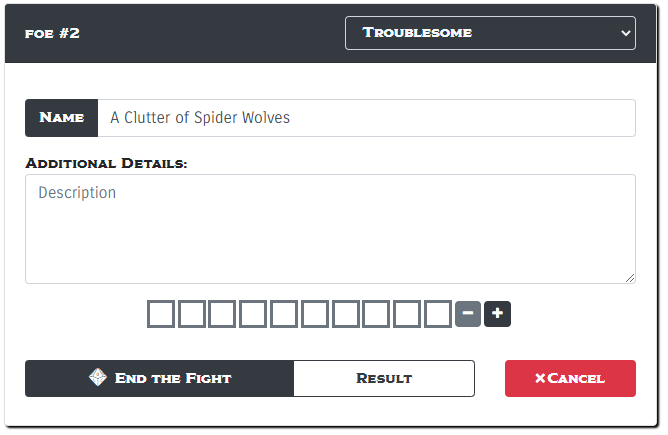 FOE #2
Troublesome
Name
A Clutter of Spider Wolves
Additional Details:
Description
− +
End the Fight
Result
×Cancel